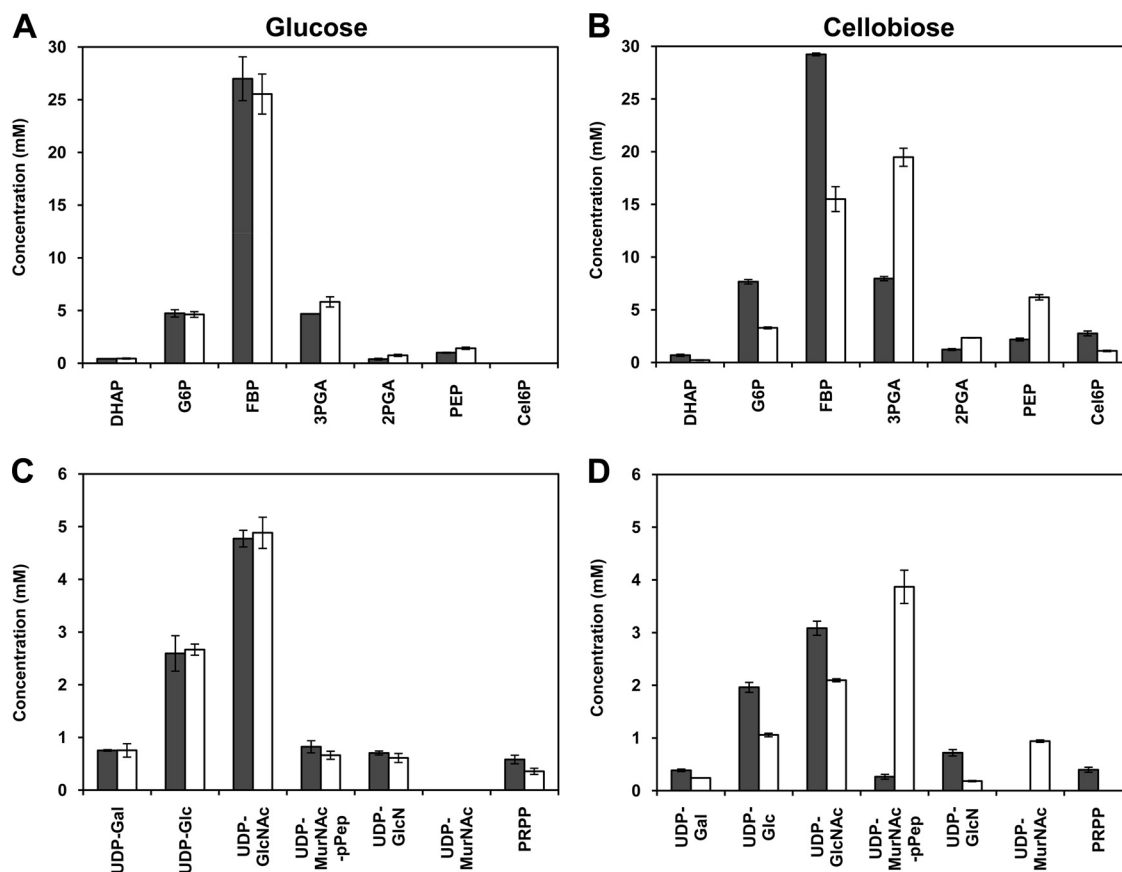 A
Glucose
Concentration (mM)
30
25
20
15
10
5
0
DHAP
G6P
FBP
3PGA
2PGA
PEP
Cel6P
B
Cellobiose
Concentration (mM)
30
25
20
15
10
5
0
DHAP
G6P
FBP
3PGA
2PGA
PEP
Cel6P
C
Concentration (mM)
6
5
4
3
2
1
0
UDP-Gal
UDP-Glc
UDP-
GlcNAc
UDP-
MurNAc
-pPep
UDP-
GlcN
UDP-
MurNAc
PRPP
D
Concentration (mM)
6
5
4
3
2
1
0
UDP-
Gal
UDP-
Glc
UDP-
GlcNAc
UDP-
MurNAc
-pPep
UDP-
GlcN
UDP-
MurNAc
PRPP